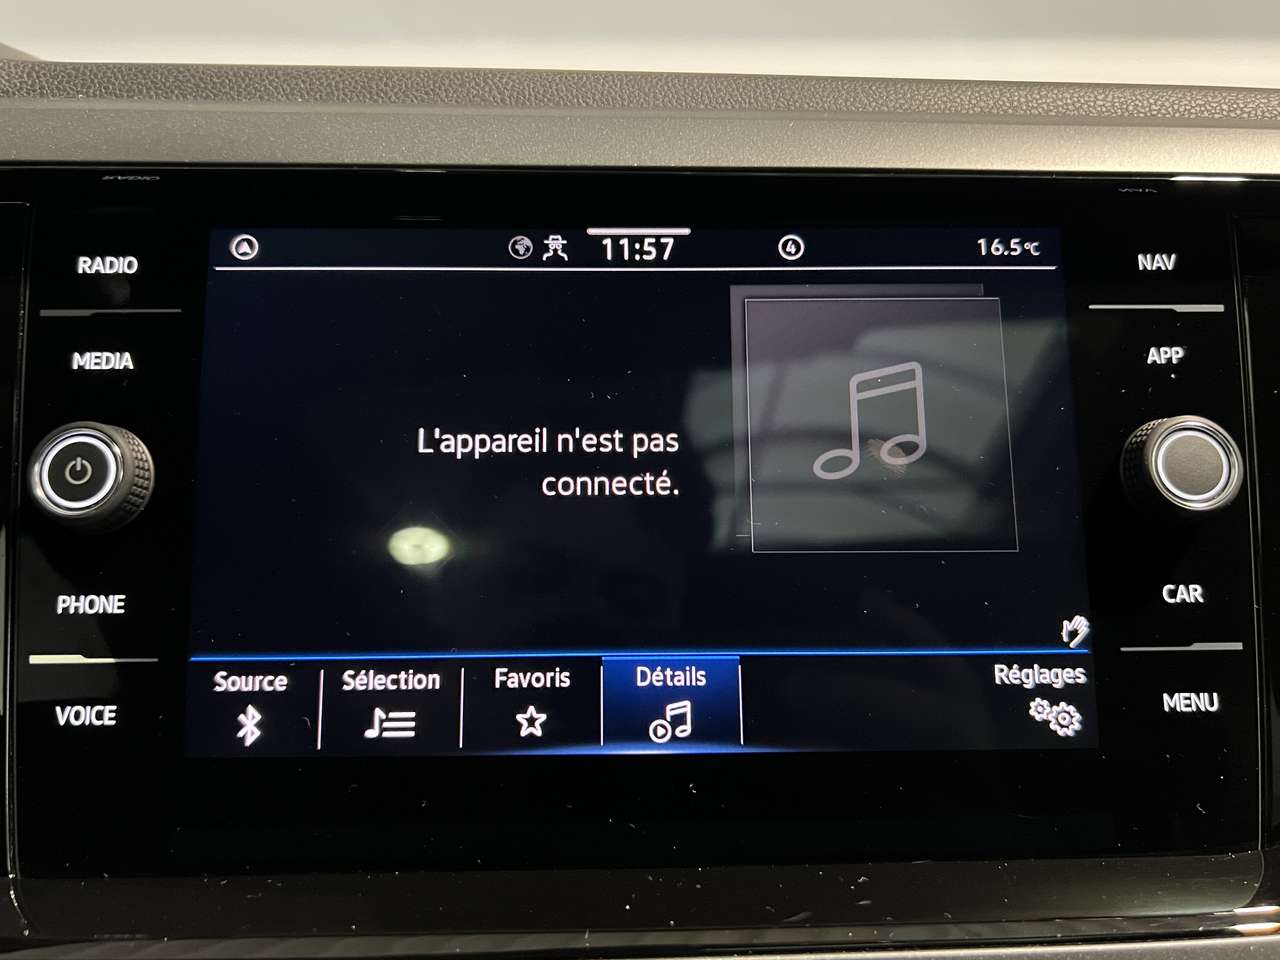 RADIO
MEDIA
PHONE
VOICE
11:57
4
16.5°C
L'appareil n'est pas
connecté.
Source
Sélection
Favoris
Détails
Réglages
NAV
APP
CAR
MENU